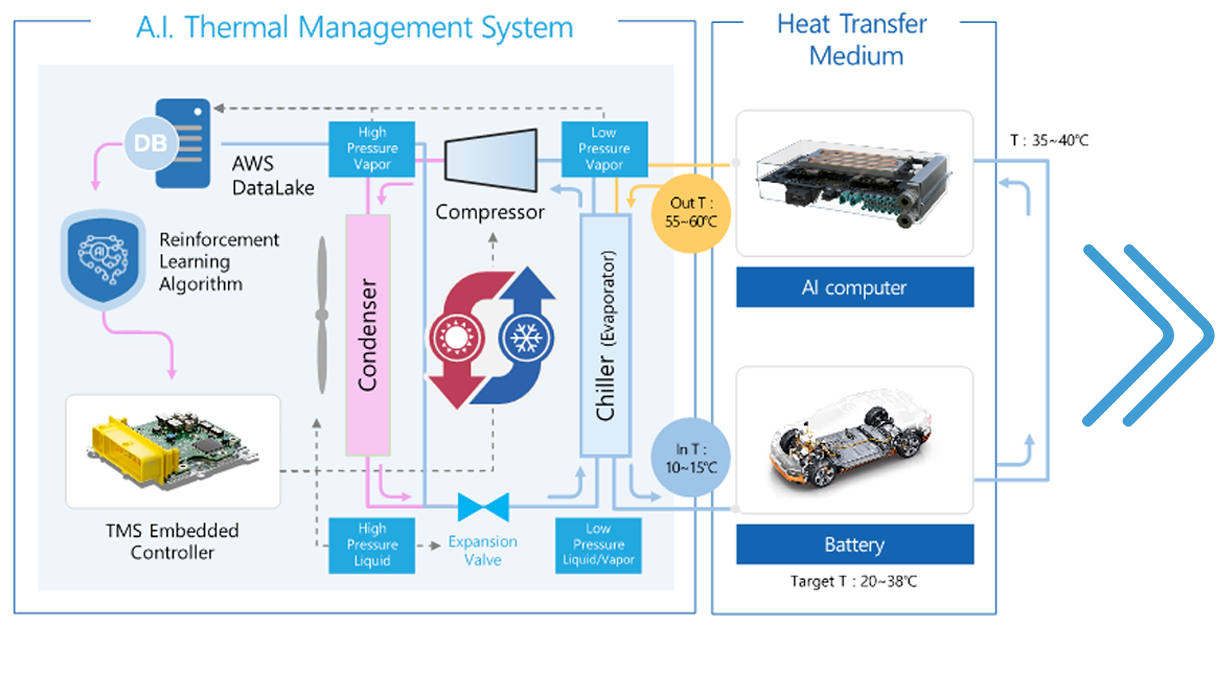 A.I. Thermal Management System
Heat Transfer
Medium
DB
AWS
DataLake
High
Pressure
Vapor
Compressor
Low
Pressure
Vapor
T : 35~40℃
Out T :
55~60℃
AI
Reinforcement
Learning
Algorithm
Condenser
Chiller (Evaporator)
AI computer
In T :
10~15℃
TMS Embedded
Controller
High
Pressure
Liquid
Expansion
Valve
Low
Pressure
Liquid/Vapor
Battery
Target T : 20~38℃